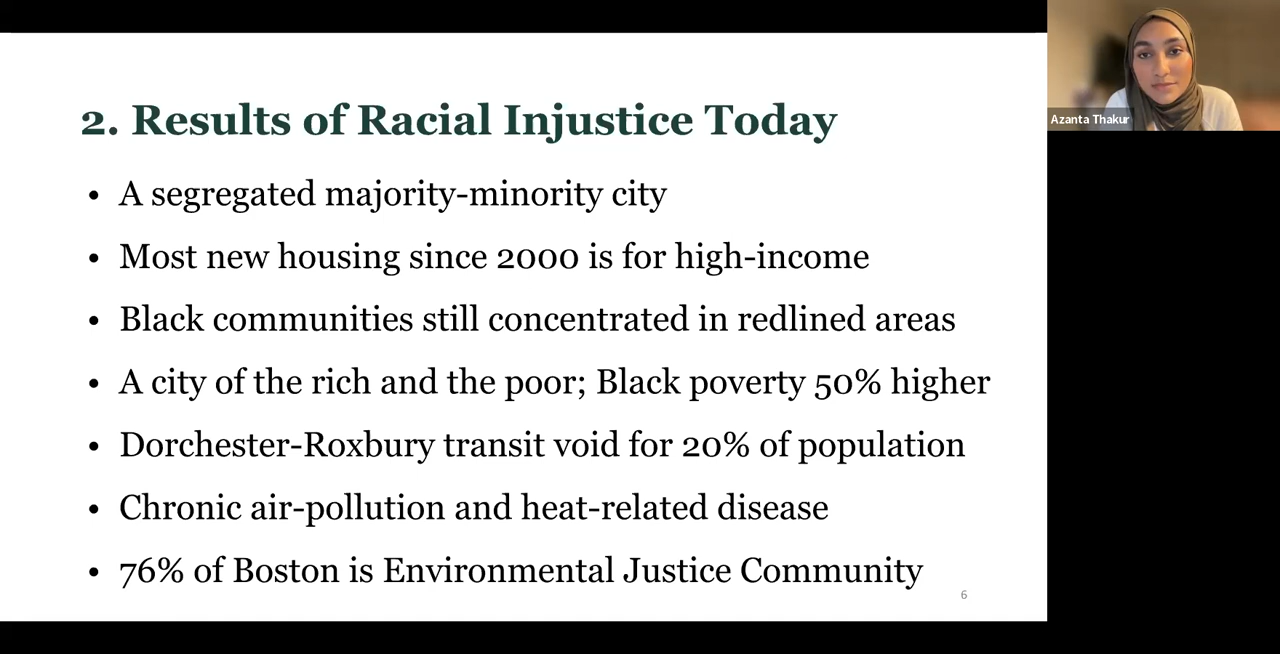 2. Results of Racial Injustice Today
• A segregated majority-minority city
• Most new housing since 2000 is for high-income
• Black communities still concentrated in redlined areas
• A city of the rich and the poor; Black poverty 50% higher
• Dorchester-Roxbury transit void for 20% of population
• Chronic air-pollution and heat-related disease
• 76% of Boston is Environmental Justice Community
6
Azanta Thakur